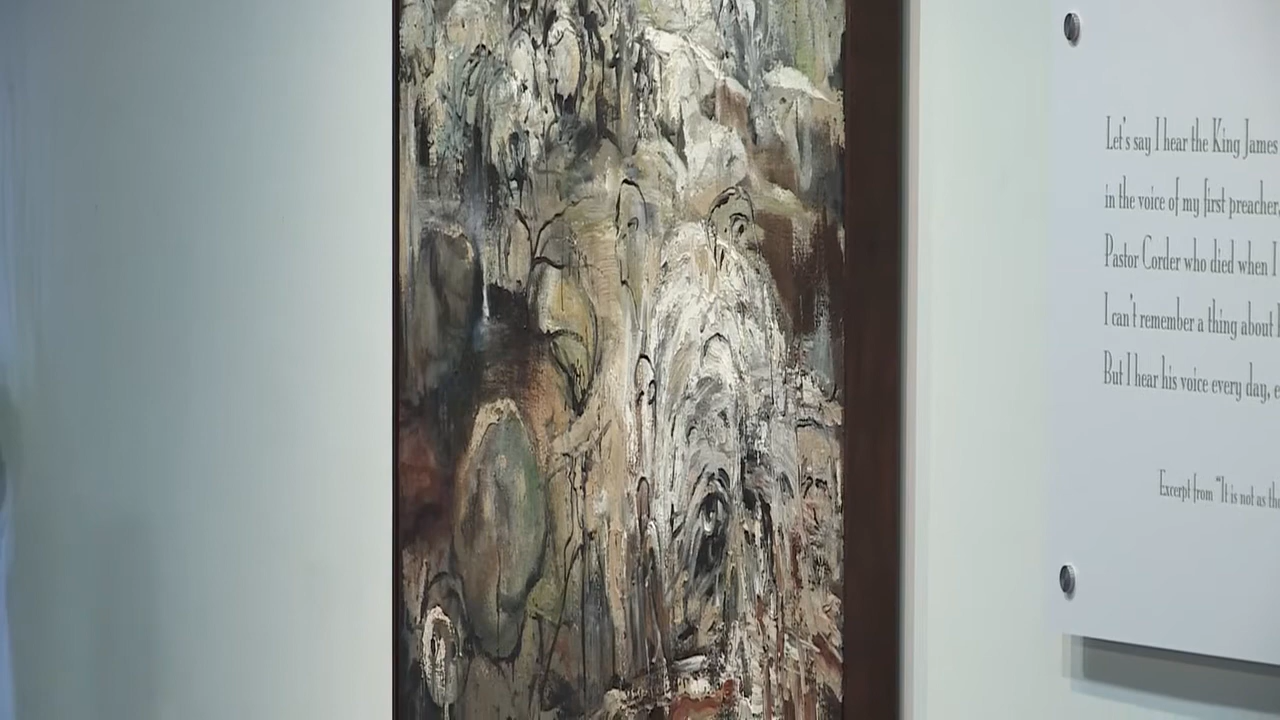 Let's say I hear the King James
in the voice of my first preacher,
Pastor Corder who died when I
I can't remember a thing about
But I hear his voice every day,
Excerpt from "It is not as